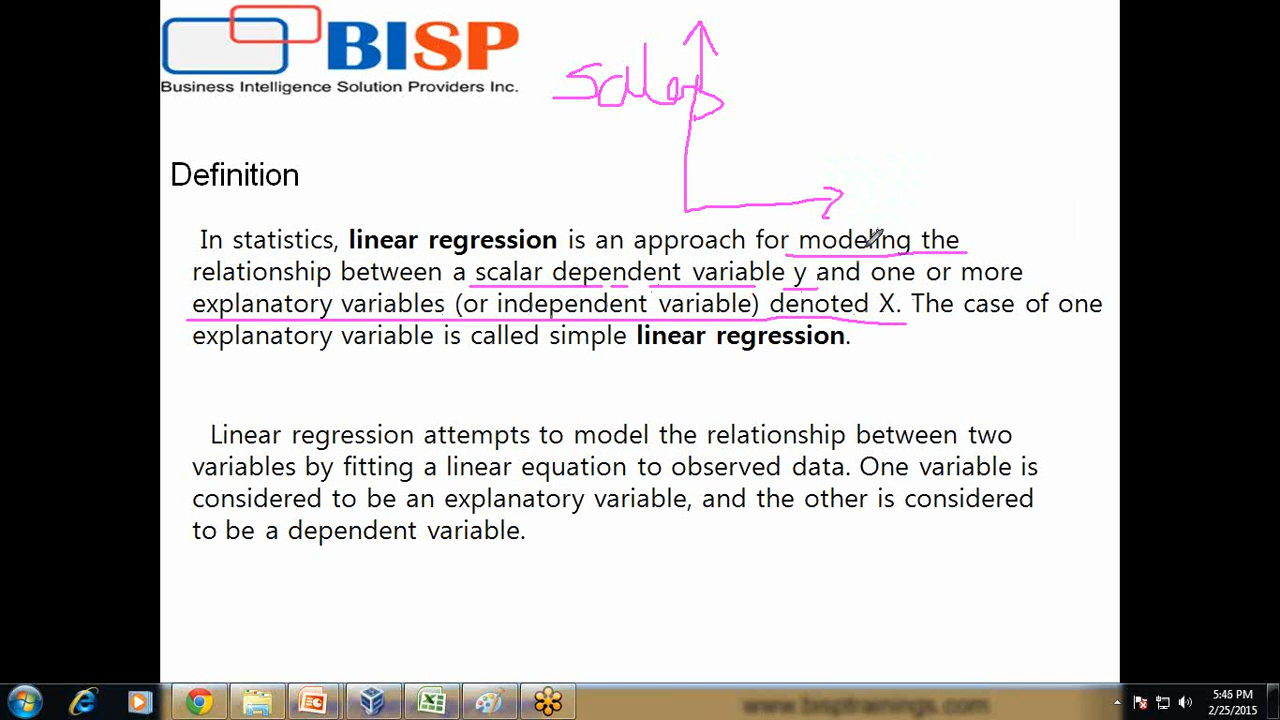 BISP
Business Intelligence Solution Providers Inc.
Definition
In statistics, linear regression is an approach for modeling the
relationship between a scalar dependent variable y and one or more
explanatory variables (or independent variable) denoted X. The case of one
explanatory variable is called simple linear regression.
Linear regression attempts to model the relationship between two
variables by fitting a linear equation to observed data. One variable is
considered to be an explanatory variable, and the other is considered
to be a dependent variable.
www.bisptrainings.com
5:46 PM
2/25/2015